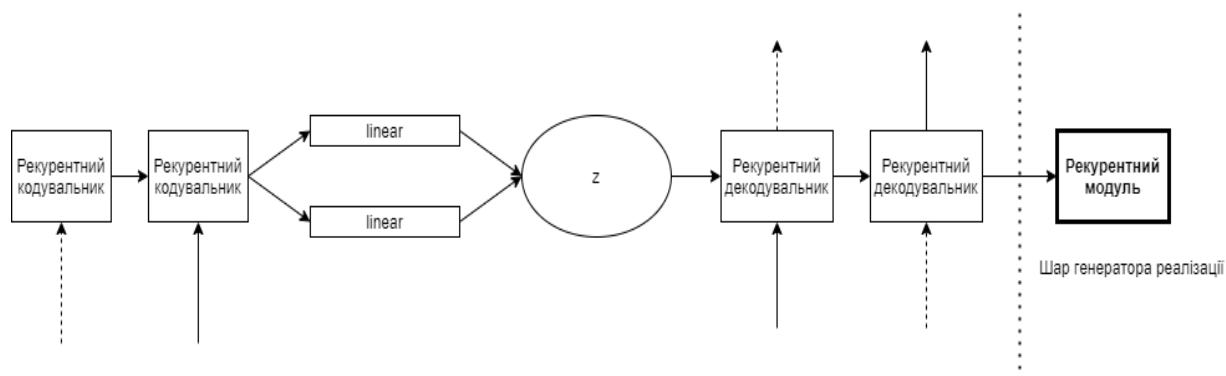 Рекурентний
кодувальник
Рекурентний
кодувальник
linear
linear
z
Рекурентний
декодувальник
Рекурентний
декодувальник
Рекурентний
модуль
Шар генератора реалізації